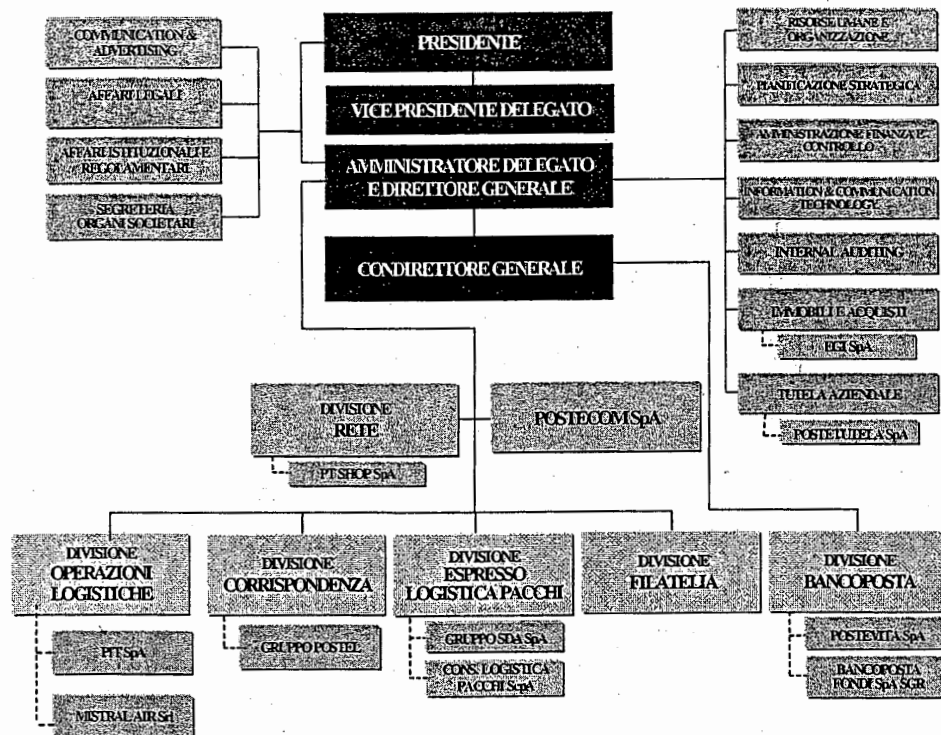 COMMUNICATION &
ADVERTISING
AFFARI LEGALI
AFFARI ISTITUZIONALI E
REGOLAMENTARI
SEGRETERIA
ORGANI SOCIETARI
PRESIDENTE
VICE PRESIDENTE DELEGATO
AMMINISTRATORE DELEGATO
E DIRETTORE GENERALE
CONDIRETTORE GENERALE
RISORSE UMANE E
ORGANIZZAZIONE
PIANIFICAZIONE STRATEGICA
AMMINISTRAZIONE FINANZA E
CONTROLLO
INFORMATION & COMMUNICATION
TECHNOLOGY
INTERNAL AUDITING
IMMOBILI E ACQUISTI
EGI SpA
TUTELA AZIENDALE
POSTETUTELA SpA
DIVISIONE
RETE
PT SHOP SpA
POSTECOM SpA
DIVISIONE
OPERAZIONI
LOGISTICHE
PIT SpA
MISTRAL AIR Srl
DIVISIONE
CORRISPONDENZA
GRUPPO POSTEL
DIVISIONE
ESPRESSO
LOGISTICA PACCHI
GRUPPO SDA SpA
CONS. LOGISTICA
PACCHI ScpA
DIVISIONE
FILATELIA
DIVISIONE
BANCOPOSTA
POSTEVITA SpA
BANCOPOSTA
FONDI SpA SGR